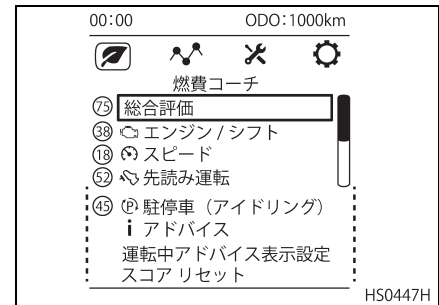 00:00 ODO:1000km
燃費コーチ
75 総合評価
38 エンジン / シフト
18 スピード
52 先読み運転
45 P 駐停車（アイドリング）
i アドバイス
運転中アドバイス表示設定
スコア リセット
HS0447H